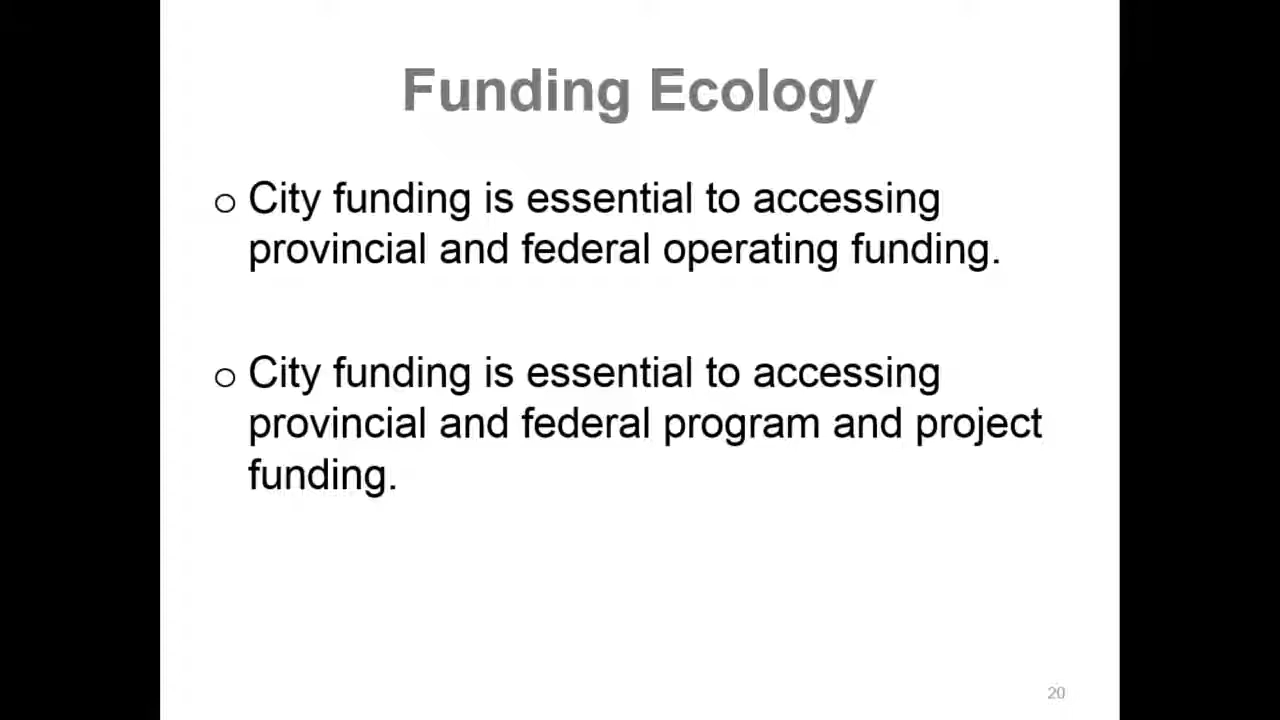 Funding Ecology
o City funding is essential to accessing
provincial and federal operating funding.
o City funding is essential to accessing
provincial and federal program and project
funding.
20